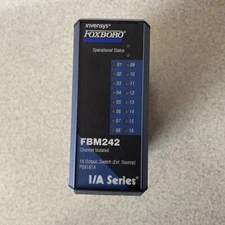 invensys
FOXBORO
Operational Status
01 09
02 10
03 11
04 12
05 13
06 14
07 15
08 16
FBM242
Channel Isolated
16 Output, Switch (Ext. Source)
P0916TA
I/A Series